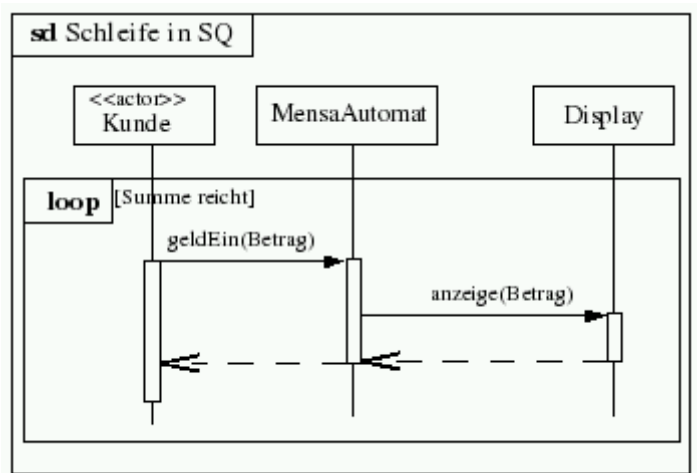 sd Schleife in SQ
<<actor>>
Kunde
MensaAutomat
Display
loop
[Summe reicht]
geldEin(Betrag)
anzeige(Betrag)